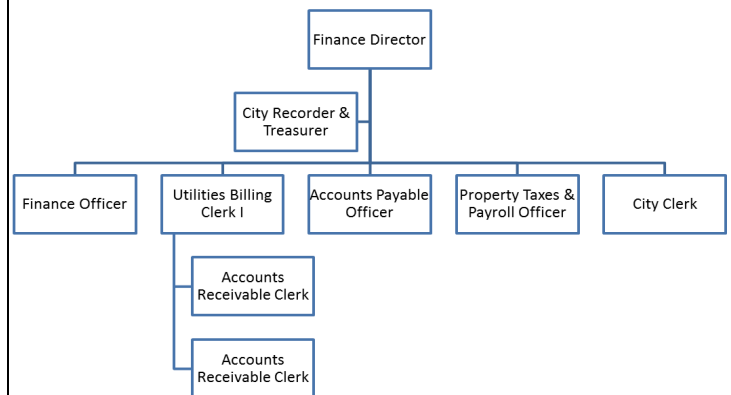 Finance Director
City Recorder &
Treasurer
Finance Officer
Utilities Billing
Clerk I
Accounts Payable
Officer
Property Taxes &
Payroll Officer
City Clerk
Accounts
Receivable Clerk
Accounts
Receivable Clerk